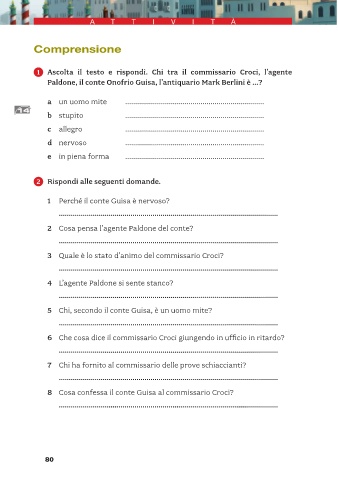 ATTIVITÀ
Comprensione
1 Ascolta il testo e rispondi. Chi tra il commissario Croci, l'agente
Paldone, il conte Onofrio Guisa, l'antiquario Mark Berlini è ...?
a un uomo mite
14
b stupito
c allegro
d nervoso
e in piena forma
2 Rispondi alle seguenti domande.
1 Perché il conte Guisa è nervoso?
2 Cosa pensa l'agente Paldone del conte?
3 Quale è lo stato d'animo del commissario Croci?
4 L'agente Paldone si sente stanco?
5 Chi, secondo il conte Guisa, è un uomo mite?
6 Che cosa dice il commissario Croci giungendo in ufficio in ritardo?
7 Chi ha fornito al commissario delle prove schiaccianti?
8 Cosa confessa il conte Guisa al commissario Croci?
80